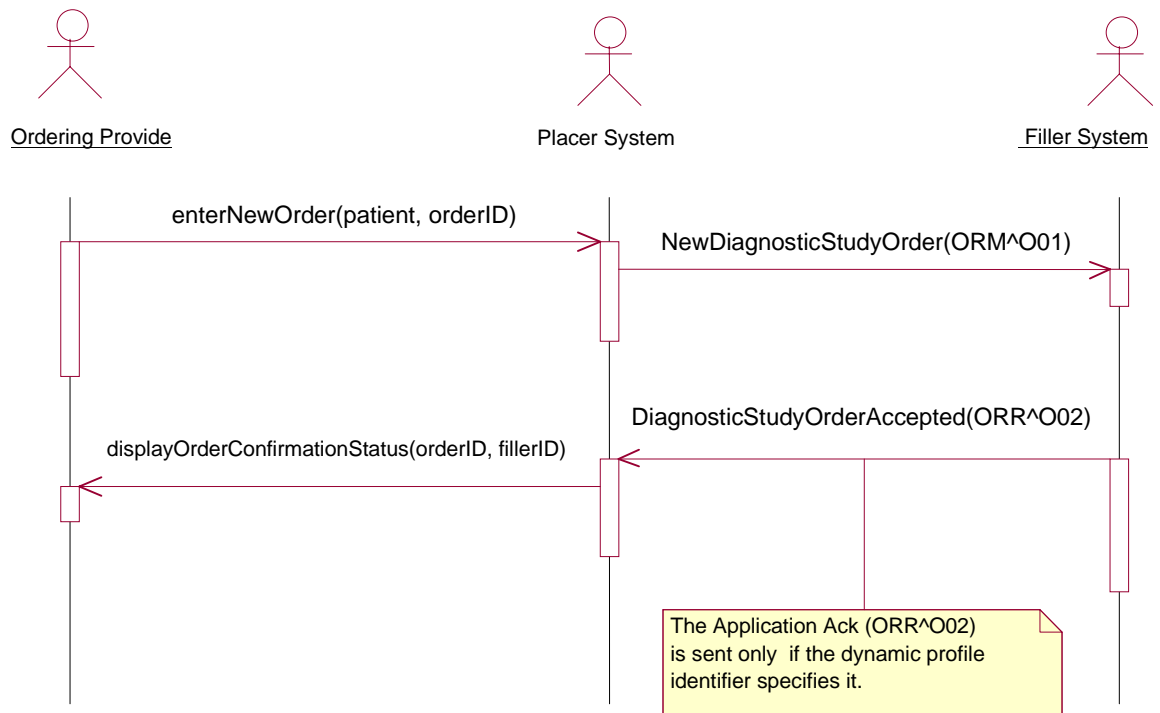 Ordering Provide
Placer System
Filler System
enterNewOrder(patient, orderID)
NewDiagnosticStudyOrder(ORM^O01)
DiagnosticStudyOrderAccepted(ORR^O02)
displayOrderConfirmationStatus(orderID, fillerID)
The Application Ack (ORR^O02)
is sent only  if the dynamic profile
identifier specifies it.